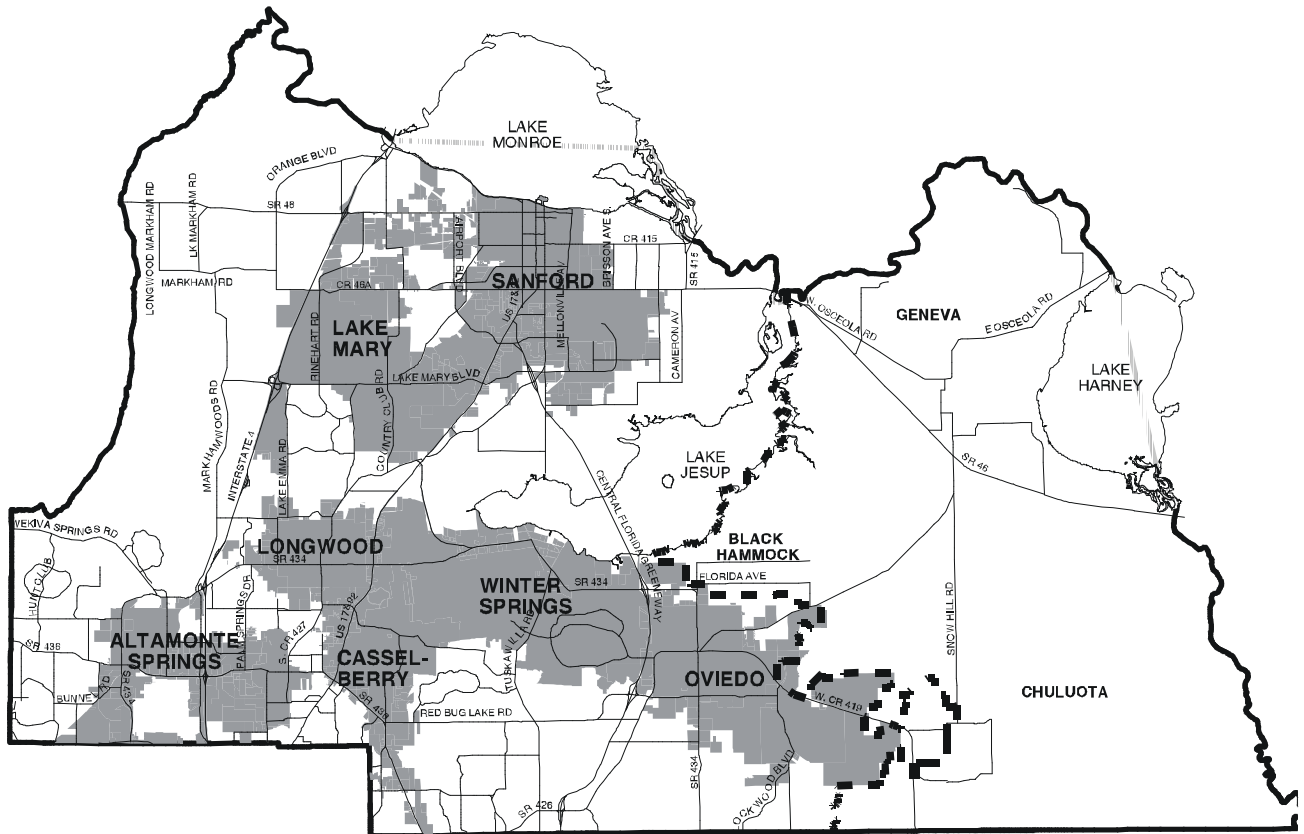 LAKE
MONROE
ORANGE BLVD
SR 46
LONGWOOD MARKHAM RD
LK MARKHAM RD
MARKHAM RD
AIRPORT BLVD
BRISSON AVE S.
CR 415
SR 415
CR 46A
SANFORD
US 17&92
MELLONVILLE AV
W. OSCEOLA RD
GENEVA
E OSCEOLA RD
LAKE
MARY
RINEHART RD
CAMERON AV
LAKE MARY BLVD
COUNTRY CLUB RD
LAKE
HARNEY
MARKHAM WOODS RD
INTERSTATE 4
LAKE EMMA RD
LAKE
JESUP
SR 46
CENTRAL FLORIDA GREENEWAY
WEKIVA SPRINGS RD
LONGWOOD
SR 434
BLACK
HAMMOCK
FLORIDA AVE
HUNT CLUB
WINTER
SPRINGS
SR 434
SNOW HILL RD
PALM SPRINGS DR
S. CR 427
US 17&92
ALTAMONTE
SPRINGS
SR 436
CASSEL-
BERRY
TUSKAWILLA RD
OVIEDO
CHULUOTA
SR 434
SR 436
W. CR 419
RED BUG LAKE RD
SR 434
SR 426